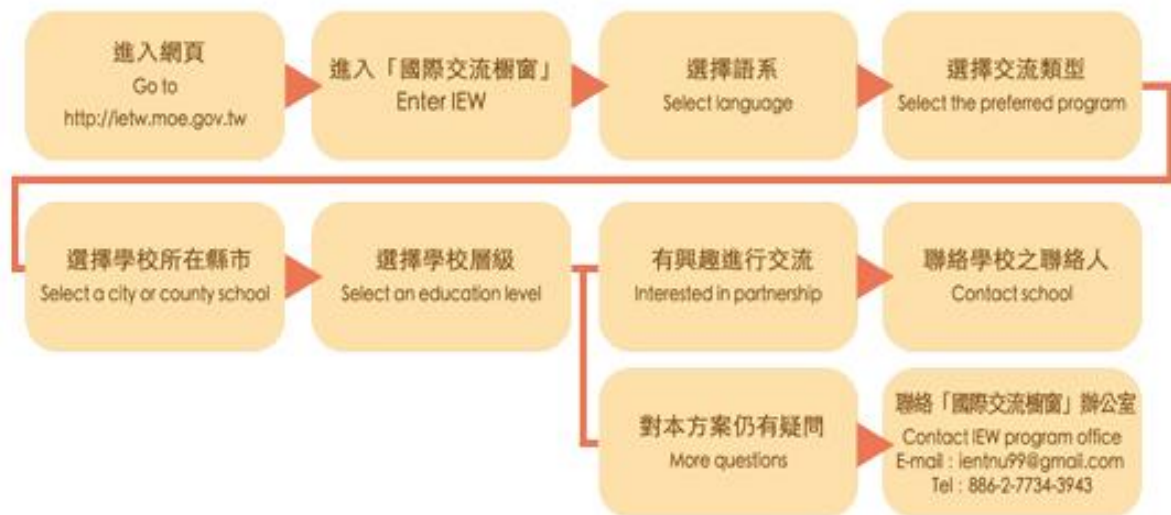 進入網頁
Go to
http://ietw.moe.gov.tw
進入「國際交流櫥窗」
Enter IEW
選擇語系
Select language
選擇交流類型
Select the preferred program
選擇學校所在縣市
Select a city or county school
選擇學校層級
Select an education level
有興趣進行交流
Interested in partnership
聯絡學校之聯絡人
Contact school
對本方案仍有疑問
More questions
聯絡「國際交流櫥窗」辦公室
Contact IEW program office
E-mail : ientnu99@gmail.com
Tel : 886-2-7734-3943